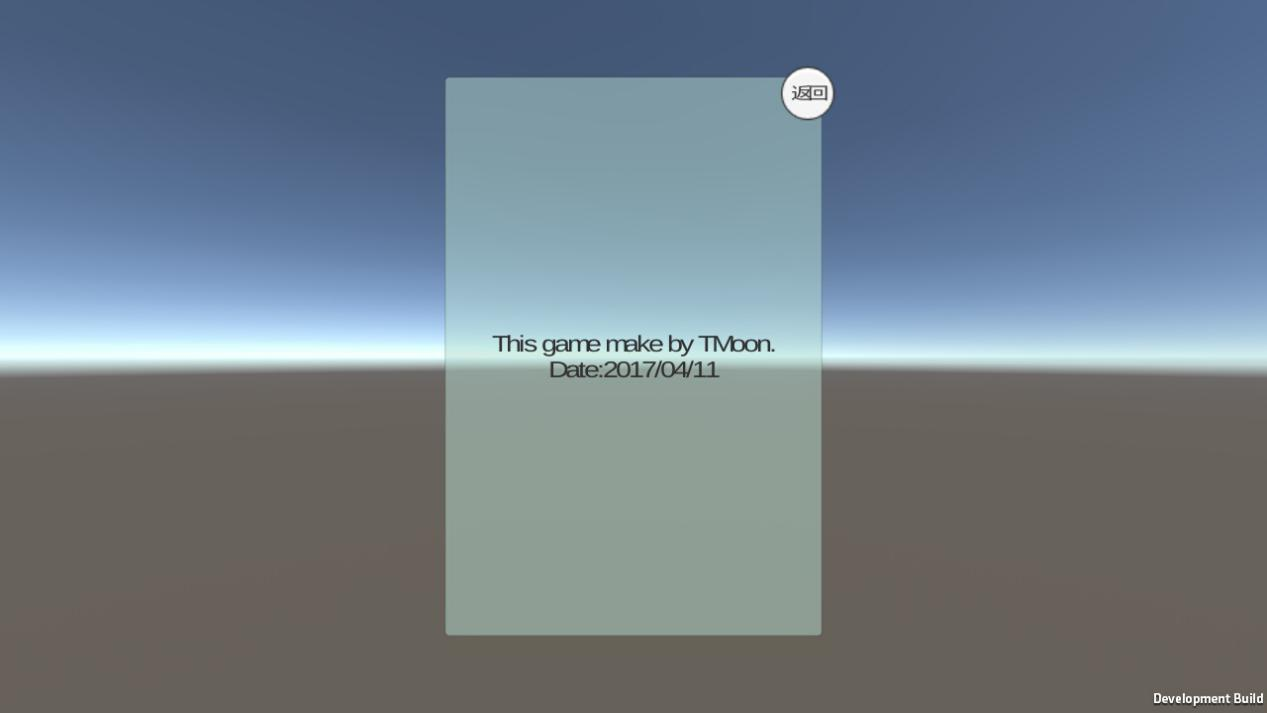 返回
This game make by TMoon.
Date:2017/04/11
Development Build